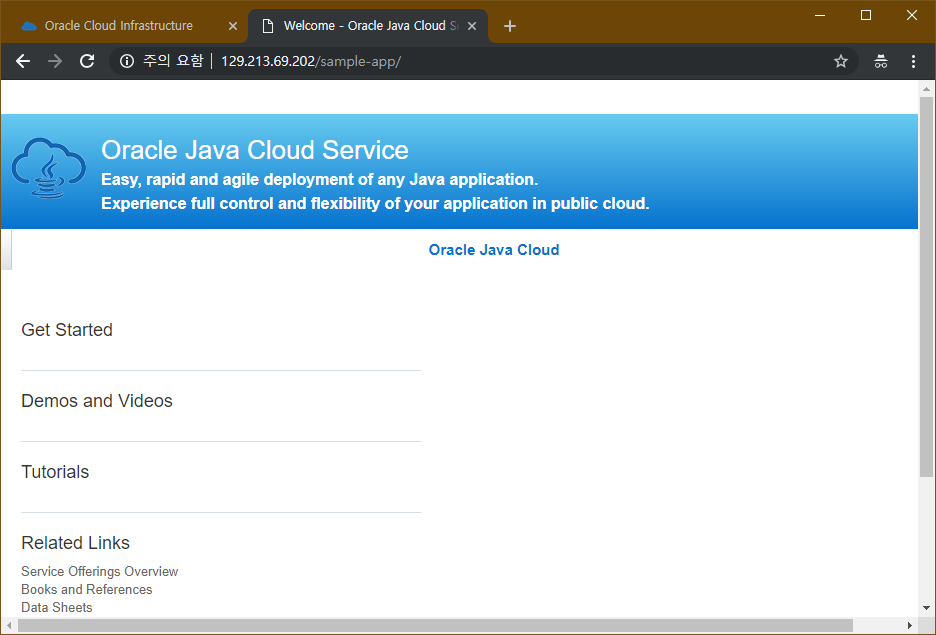 Oracle Cloud Infrastructure
Welcome - Oracle Java Cloud S
주의 요함 129.213.69.202/sample-app/
Oracle Java Cloud Service
Easy, rapid and agile deployment of any Java application.
Experience full control and flexibility of your application in public cloud.
Oracle Java Cloud
Get Started
Demos and Videos
Tutorials
Related Links
Service Offerings Overview
Books and References
Data Sheets